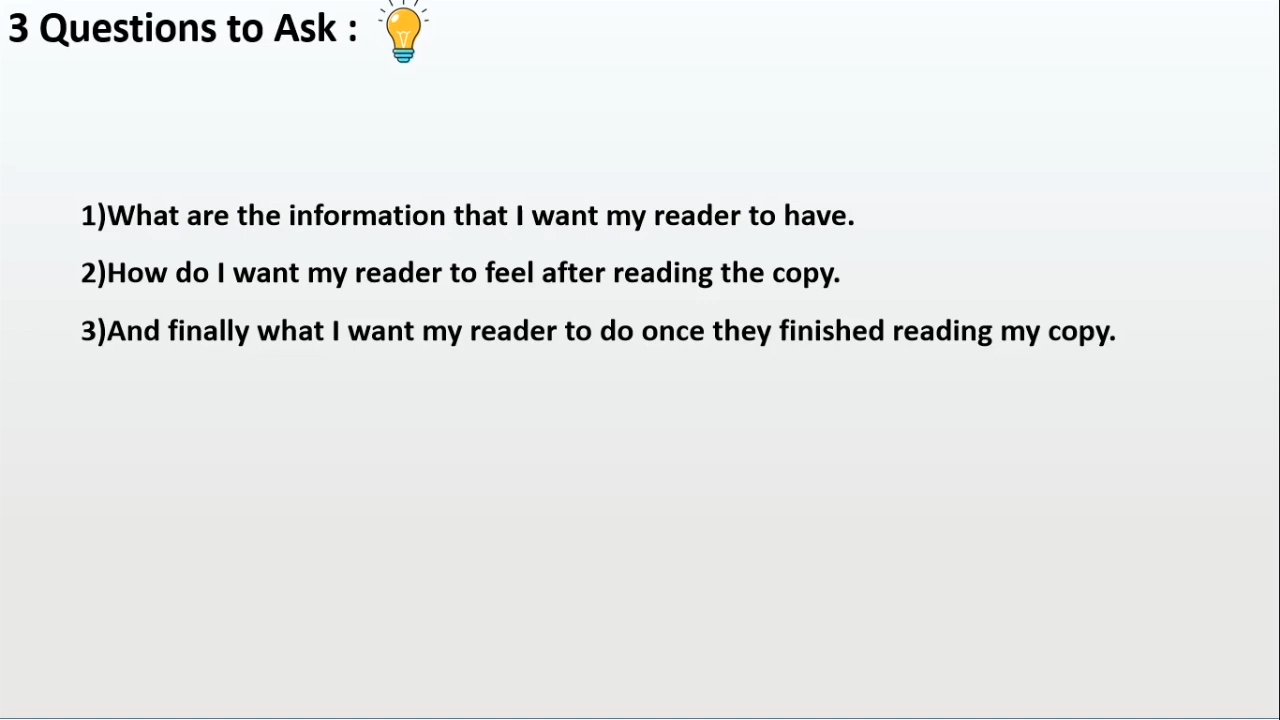 3 Questions to Ask :
1)What are the information that I want my reader to have.
2)How do I want my reader to feel after reading the copy.
3)And finally what I want my reader to do once they finished reading my copy.